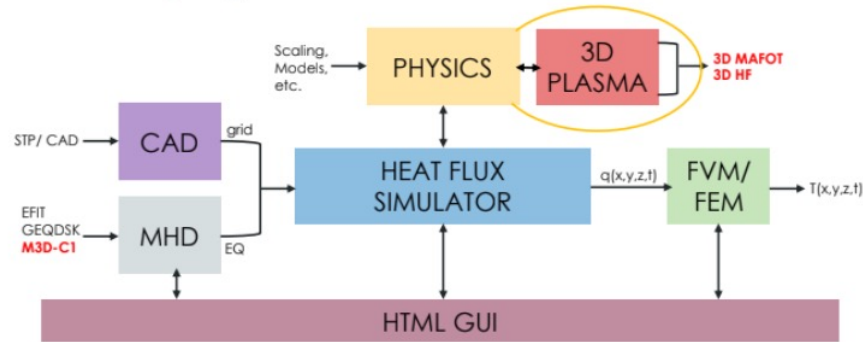 Scaling,
Models,
etc.
PHYSICS
3D
PLASMA
3D MAFOT
3D HF
STP/ CAD
CAD
grid
EFIT
GEQDSK
M3D-C1
MHD
EQ
HEAT FLUX
SIMULATOR
q(x,y,z,t)
FVM/
FEM
T(x,y,z,t)
HTML GUI